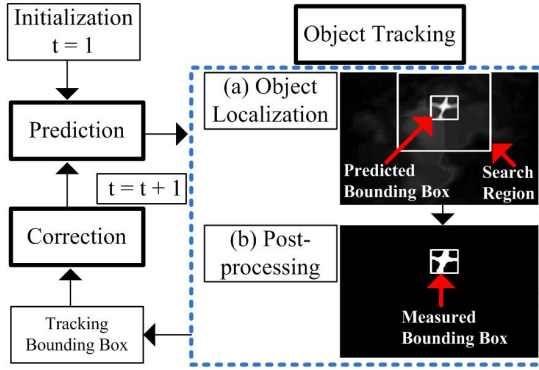 Initialization
t = 1
Prediction
t = t + 1
Correction
Tracking
Bounding Box
Object Tracking
(a) Object
Localization
Predicted
Bounding Box
Search
Region
(b) Post-
processing
Measured
Bounding Box